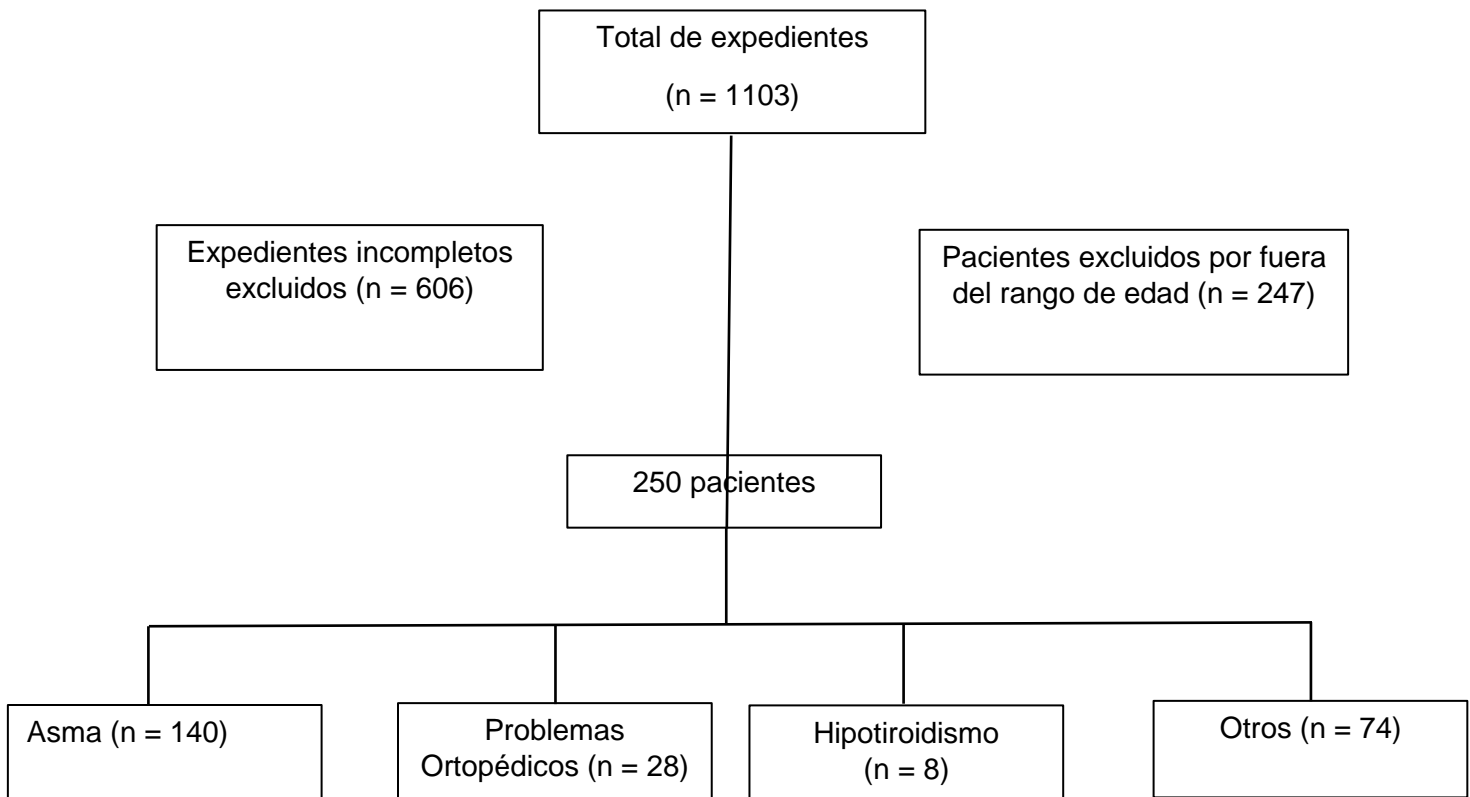 Total de expedientes
(n = 1103)
Expedientes incompletos
excluidos (n = 606)
Pacientes excluidos por fuera
del rango de edad (n = 247)
250 pacientes
Asma (n = 140)
Problemas
Ortopédicos (n = 28)
Hipotiroidismo
(n = 8)
Otros (n = 74)